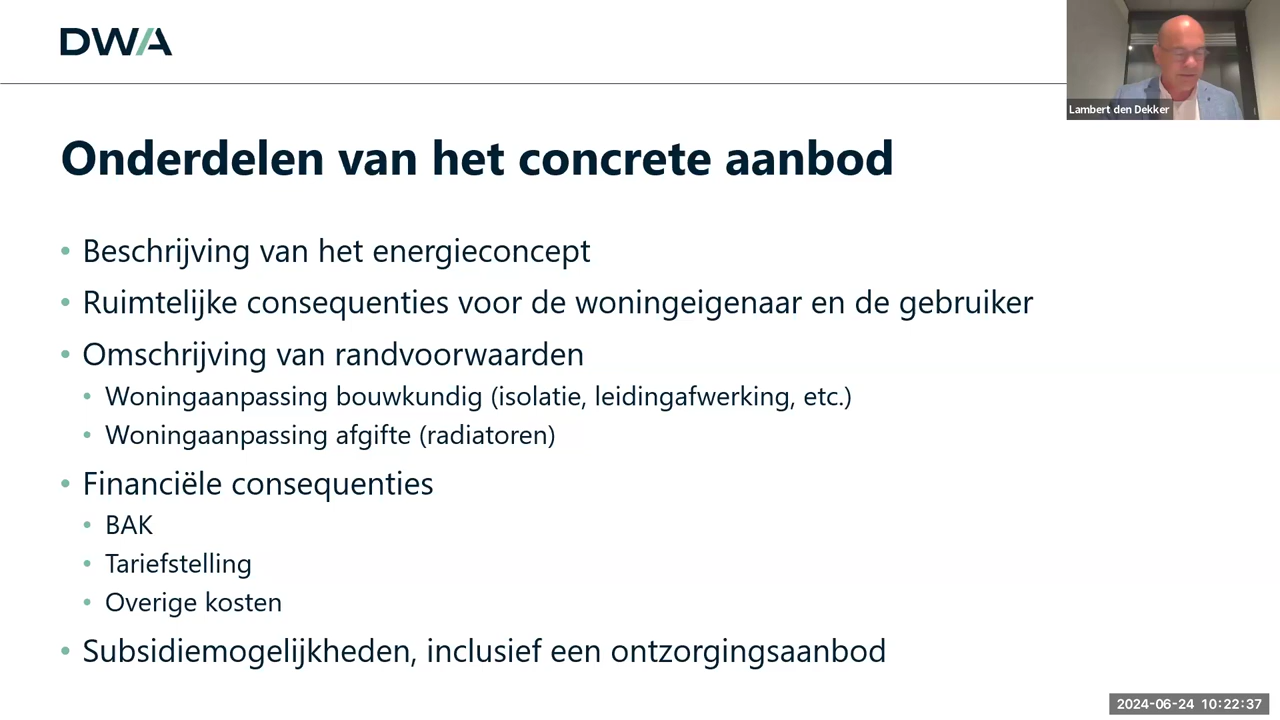 DWA
Lambert den Dekker
Onderdelen van het concrete aanbod
• Beschrijving van het energieconcept
• Ruimtelijke consequenties voor de woningeigenaar en de gebruiker
• Omschrijving van randvoorwaarden
• Woningaanpassing bouwkundig (isolatie, leidingafwerking, etc.)
• Woningaanpassing afgifte (radiatoren)
• Financiële consequenties
• BAK
• Tariefstelling
• Overige kosten
• Subsidiemogelijkheden, inclusief een ontzorgingsaanbod
2024-06-24 10:22:37